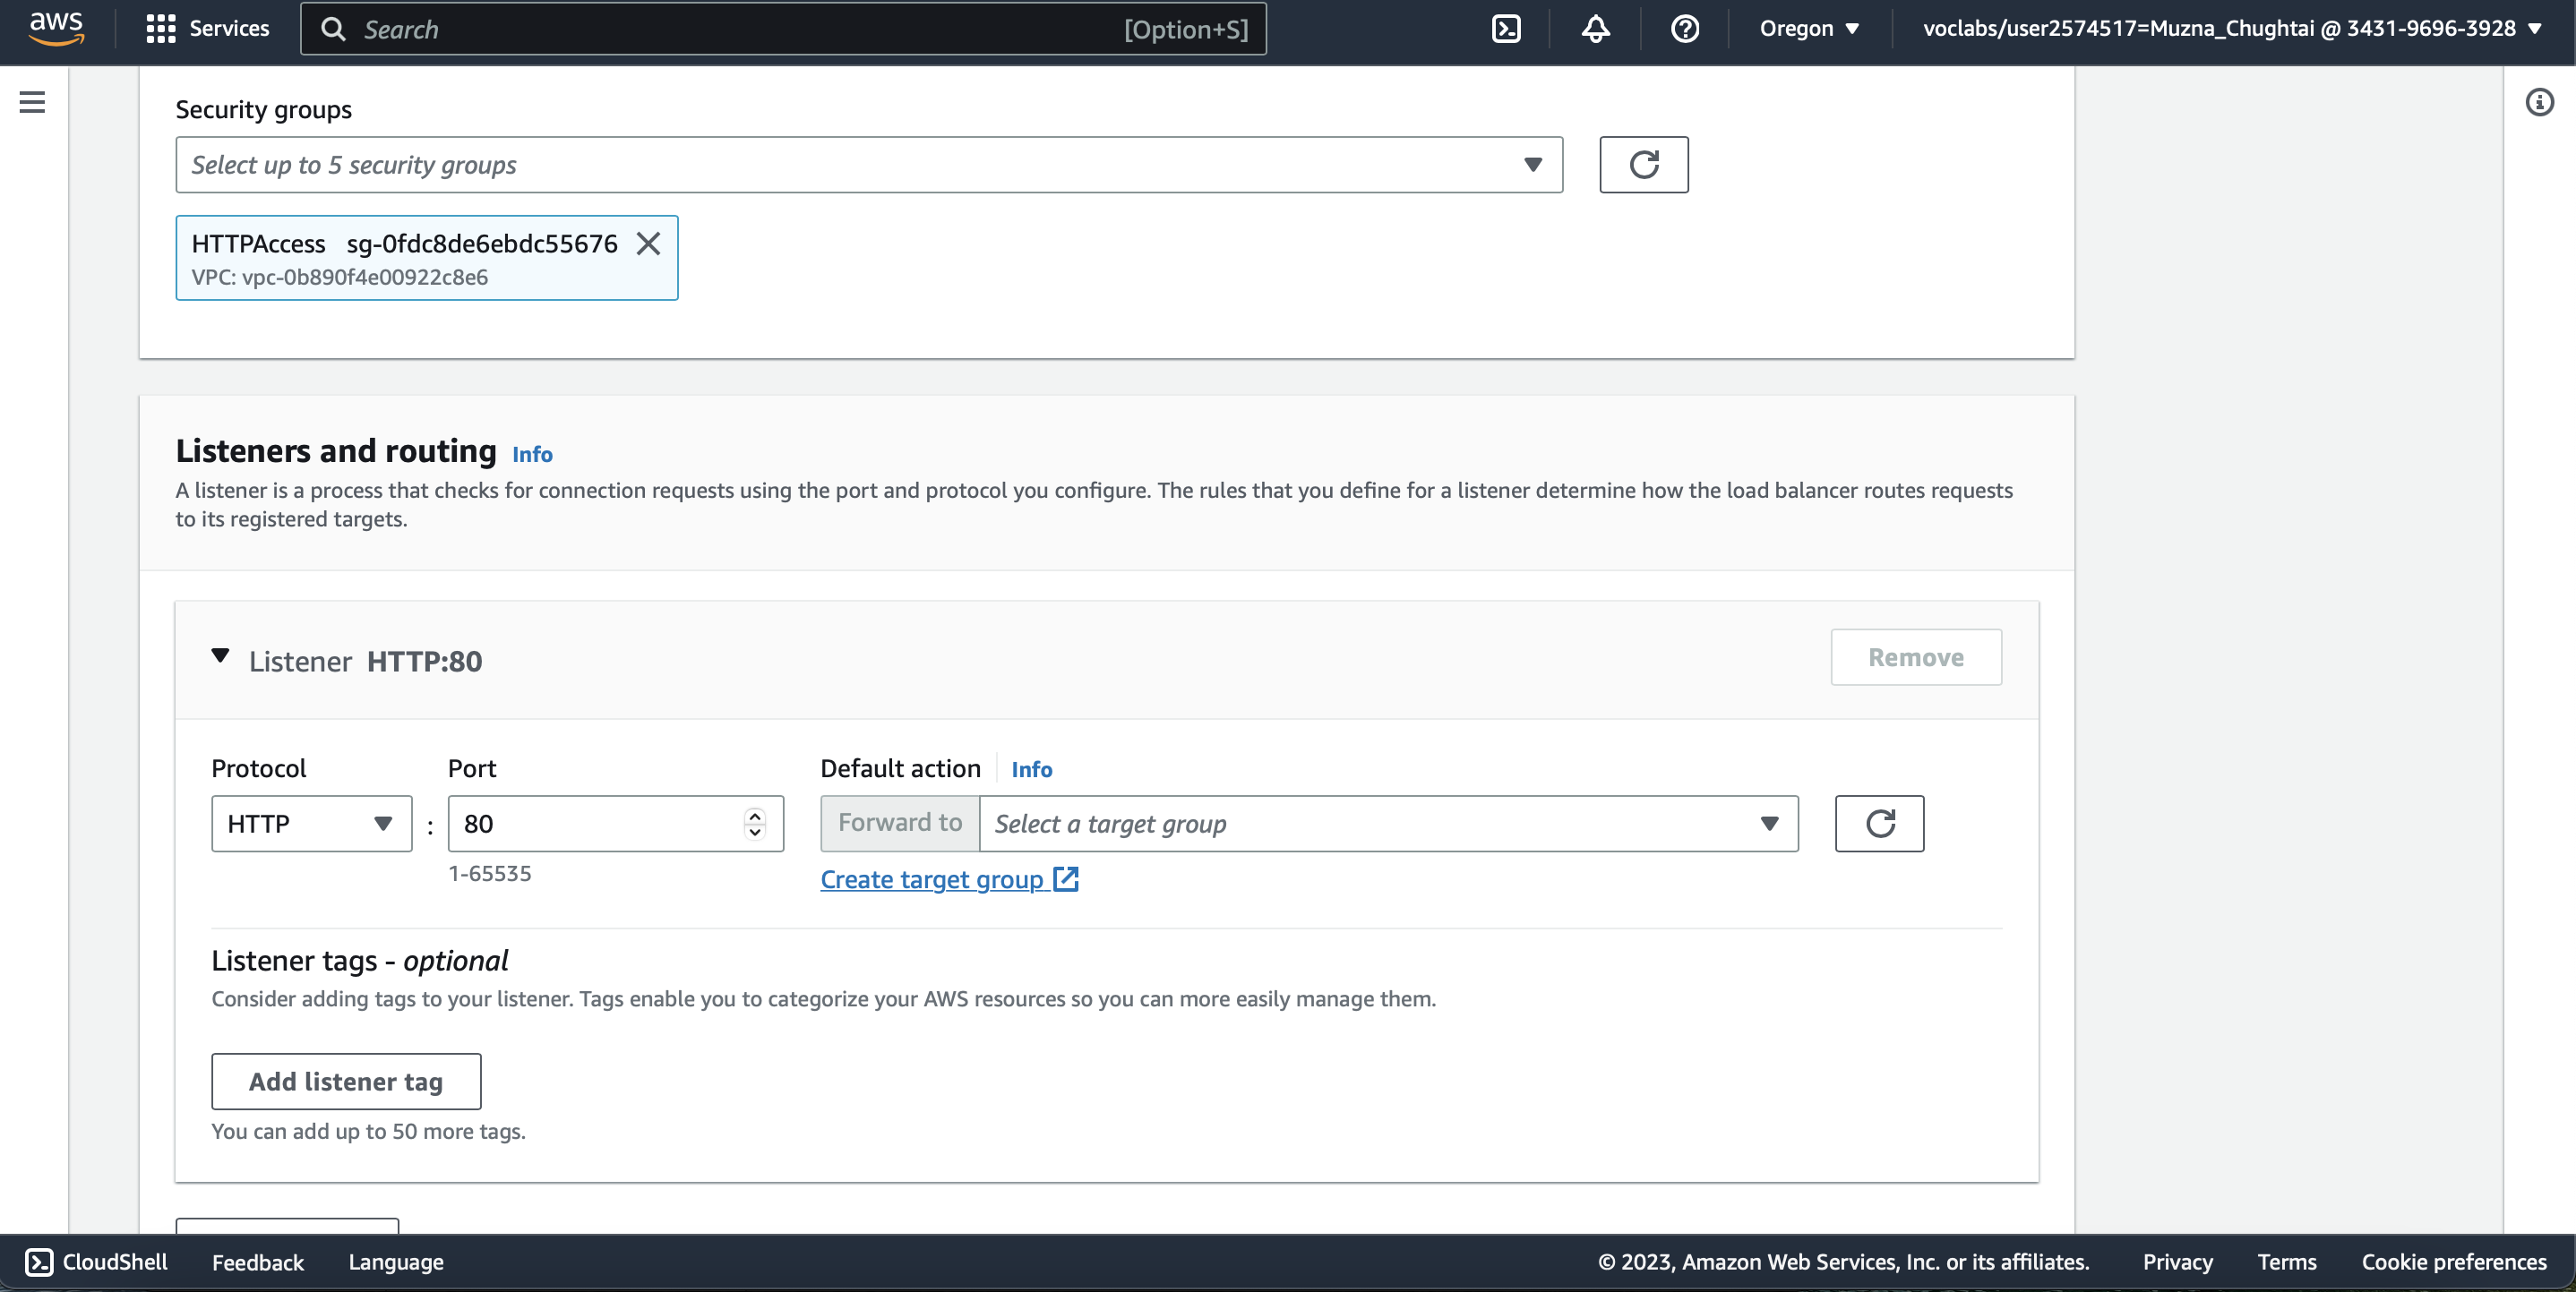 aws
Services
Search
[Option+S]
Oregon
voclabs/user2574517=Muzna_Chughtai @ 3431-9696-3928
Security groups
Select up to 5 security groups
HTTPAccess sg-0fdc8de6ebdc55676
VPC: vpc-0b890f4e00922c8e6
Listeners and routing Info
A listener is a process that checks for connection requests using the port and protocol you configure. The rules that you define for a listener determine how the load balancer routes requests
to its registered targets.
Listener HTTP:80
Remove
Protocol
Port
Default action
Info
HTTP
:
80
Forward to
Select a target group
1-65535
Create target group
Listener tags - optional
Consider adding tags to your listener. Tags enable you to categorize your AWS resources so you can more easily manage them.
Add listener tag
You can add up to 50 more tags.
CloudShell
Feedback
Language
© 2023, Amazon Web Services, Inc. or its affiliates.
Privacy
Terms
Cookie preferences